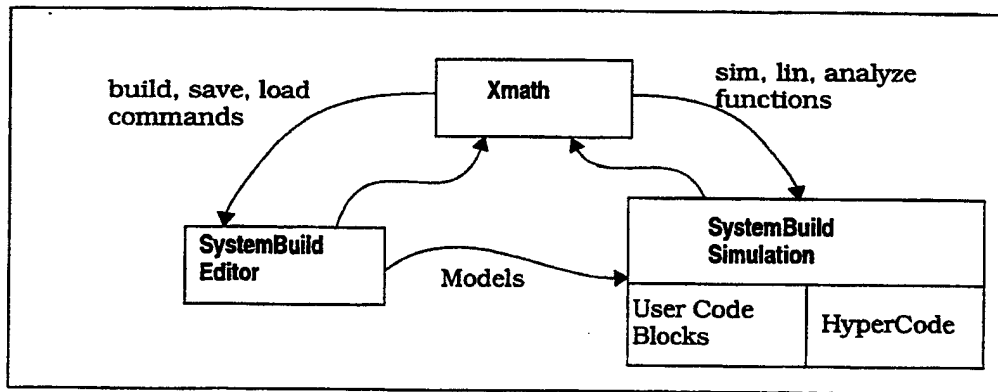 build, save, load
commands
Xmath
sim, lin, analyze
functions
SystemBuild
Editor
Models
SystemBuild
Simulation
User Code
Blocks
HyperCode